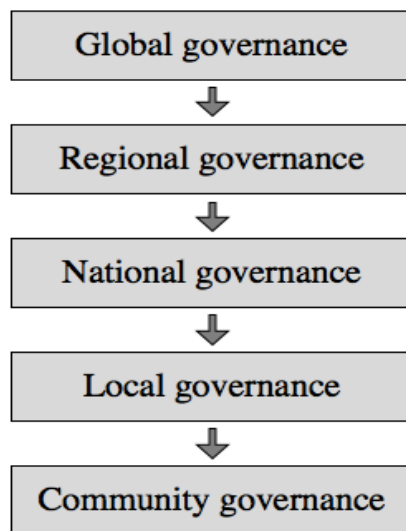 Global governance
Regional governance
National governance
Local governance
Community governance